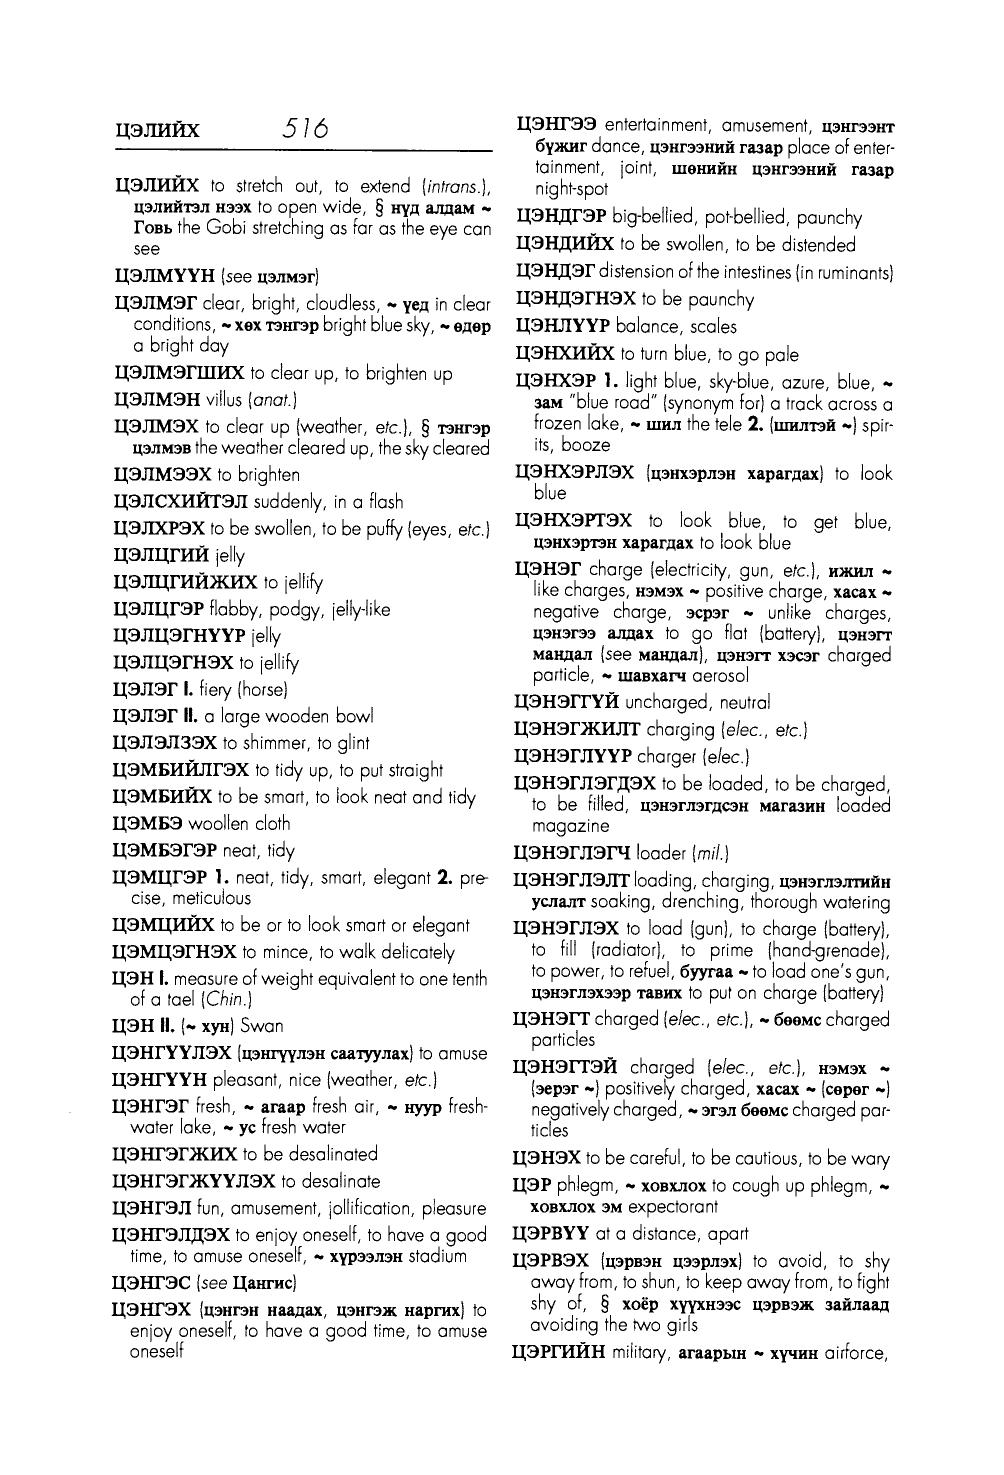 ЦЭЛИЙХ 516
ЦЭЛИЙХ to stretch out, to extend (intrans.),
цэлийтэл нээх to open wide, § нүд алдам ~
Говь the Gobi stretching as far as the eye can
see
ЦЭЛМҮҮН (see цэлмэг)
ЦЭЛМЭГ clear, bright, cloudless, ~ үед in clear
conditions, ~ хөх тэнгэр bright blue sky, ~ өдөр
a bright day
ЦЭЛМЭГШИХ to clear up, to brighten up
ЦЭЛМЭН villus (anat.)
ЦЭЛМЭХ to clear up (weather, etc.), § тэнгэр
цэлмэв the weather cleared up, the sky cleared
ЦЭЛМЭЭХ to brighten
ЦЭЛСХИЙТЭЛ suddenly, in a flash
ЦЭЛХРЭХ to be swollen, to be puffy (eyes, etc.)
ЦЭЛЦГИЙ jelly
ЦЭЛЦГИЙЖИХ to jellify
ЦЭЛЦГЭР flabby, podgy, jelly-like
ЦЭЛЦЭГНҮҮР jelly
ЦЭЛЦЭГНЭХ to jellify
ЦЭЛЭГ I. fiery (horse)
ЦЭЛЭГ II. a large wooden bowl
ЦЭЛЭЛЗЭХ to shimmer, to glint
ЦЭМБИЙЛГЭХ to tidy up, to put straight
ЦЭМБИЙХ to be smart, to look neat and tidy
ЦЭМБЭ woollen cloth
ЦЭМБЭГЭР neat, tidy
ЦЭМЦГЭР 1. neat, tidy, smart, elegant 2. pre-
cise, meticulous
ЦЭМЦИЙХ to be or to look smart or elegant
ЦЭМЦЭГНЭХ to mince, to walk delicately
ЦЭН I. measure of weight equivalent to one tenth
of a tael (Chin.)
ЦЭН II. (~ хун) Swan
ЦЭНГҮҮЛЭХ (цэнгүүлэн саатуулах) to amuse
ЦЭНГҮҮН pleasant, nice (weather, etc.)
ЦЭНГЭГ fresh, ~ агаар fresh air, ~ нуур fresh-
water lake, ~ ус fresh water
ЦЭНГЭГЖИХ to be desalinated
ЦЭНГЭГЖҮҮЛЭХ to desalinate
ЦЭНГЭЛ fun, amusement, jollification, pleasure
ЦЭНГЭЛДЭХ to enjoy oneself, to have a good
time, to amuse oneself, ~ хүрээлэн stadium
ЦЭНГЭС (see Цангис)
ЦЭНГЭХ (цэнгэн наадах, цэнгэж наргих) to
enjoy oneself, to have a good time, to amuse
oneself
ЦЭНГЭЭ entertainment, amusement, цэнгээнт
бүжиг dance, цэнгээний газар place of enter-
tainment, joint, шөнийн цэнгээний газар
night-spot
ЦЭНДГЭР big-bellied, pot-bellied, paunchy
ЦЭНДИЙХ to be swollen, to be distended
ЦЭНДЭГ distension of the intestines (in ruminants)
ЦЭНДЭГНЭХ to be paunchy
ЦЭНЛҮҮР balance, scales
ЦЭНХИЙХ to turn blue, to go pale
ЦЭНХЭР 1. light blue, sky-blue, azure, blue, ~
зам "blue road" (synonym for) a track across a
frozen lake, ~ шил the tele 2. (шилтэй ~) spir-
its, booze
ЦЭНХЭРЛЭХ (цэнхэрлэн харагдах) to look
blue
ЦЭНХЭРТЭХ to look blue, to get blue,
цэнхэртэн харагдах to look blue
ЦЭНЭГ charge (electricity, gun, etc.), ижил ~
like charges, нэмэх ~ positive charge, хасах ~
negative charge, эсрэг ~ unlike charges,
цэнэгээ алдах to go flat (battery), цэнэгт
мандал (see мандал), цэнэгт хэсэг charged
particle, ~ шавхагч aerosol
ЦЭНЭГГҮЙ uncharged, neutral
ЦЭНЭГЖИЛТ charging (elec., etc.)
ЦЭНЭГЛҮҮР charger (elec.)
ЦЭНЭГЛЭГДЭХ to be loaded, to be charged,
to be filled, цэнэглэгдсэн магазин loaded
magazine
ЦЭНЭГЛЭГЧ loader (mil.)
ЦЭНЭГЛЭЛТ loading, charging, цэнэглэлтийн
услалт soaking, drenching, thorough watering
ЦЭНЭГЛЭХ to load (gun), to charge (battery),
to fill (radiator), to prime (hand-grenade),
to power, to refuel, буугаа ~ to load one's gun,
цэнэглэхээр тавих to put on charge (battery)
ЦЭНЭГТ charged (elec., etc.), ~ бөөмс charged
particles
ЦЭНЭГТЭЙ charged (elec., etc.), нэмэх ~
(эерэг ~) positively charged, хасах ~ (сөрөг ~)
negatively charged, ~ эгэл бөөмс charged par-
ticles
ЦЭНЭХ to be careful, to be cautious, to be wary
ЦЭР phlegm, ~ ховхлох to cough up phlegm, ~
ховхлох эм expectorant
ЦЭРВҮҮ at a distance, apart
ЦЭРВЭХ (цэрвэн цээрлэх) to avoid, to shy
away from, to shun, to keep away from, to fight
shy of, § хоёр хүүхнээс цэрвэж зайлаад
avoiding the two girls
ЦЭРГИЙН military, агаарын ~ хүчин airforce,